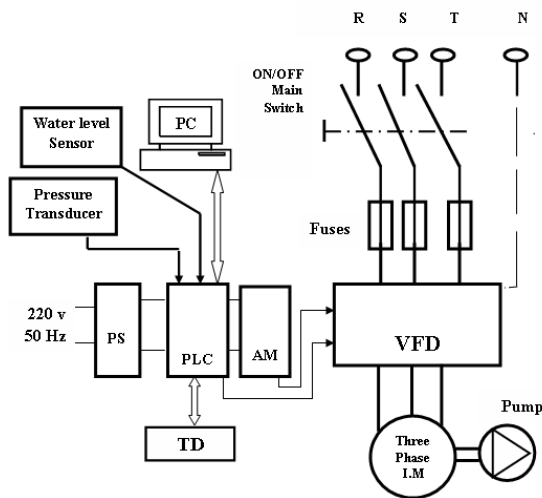 R S T N
ON/OFF
Main
Switch
Water level
Sensor
PC
Pressure
Transducer
Fuses
220 v
50 Hz
PS
PLC
AM
VFD
TD
Three
Phase
I.M
Pump